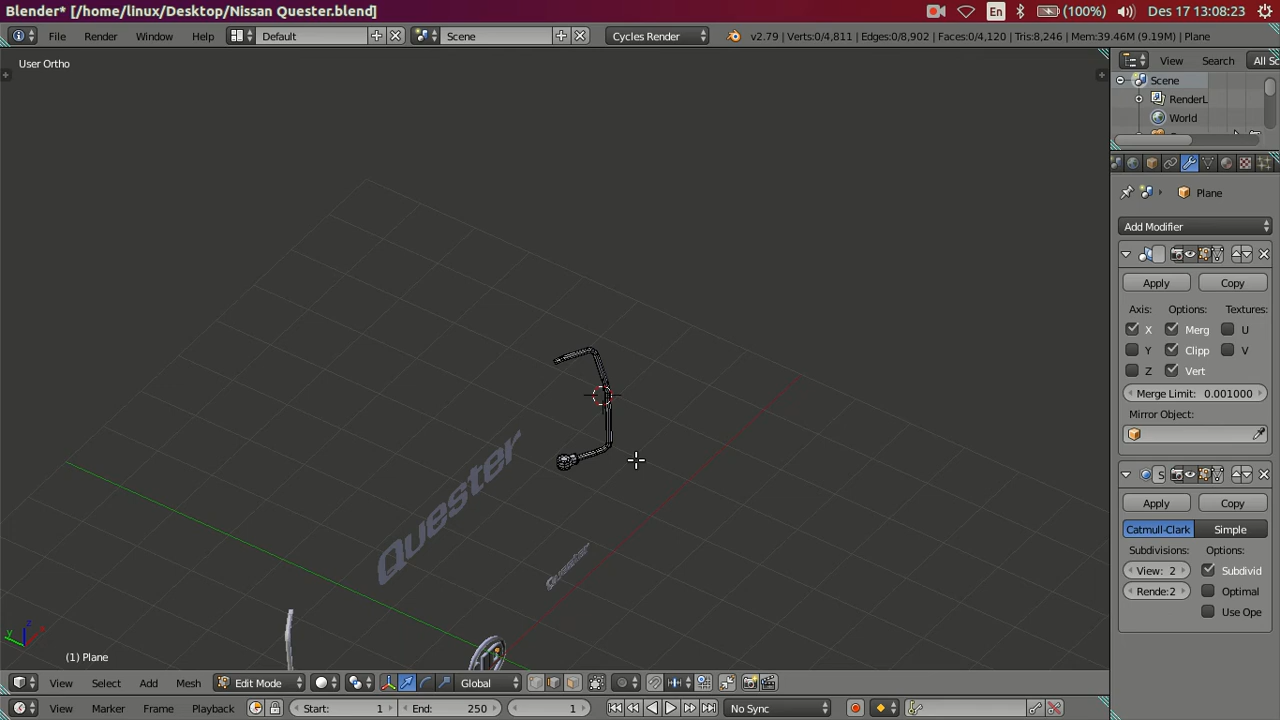 Blender* [/home/linux/Desktop/Nissan Quester.blend]
En
(100%)
Des 17 13:08:23
File
Render
Window
Help
Default
Scene
Cycles Render
v2.79 | Verts:0/4,811 | Edges:0/8,902 | Faces:0/4,120 | Tris:8,246 | Mem:39.46M (9.19M) | Plane
User Ortho
View
Search
All Sc
Scene
RenderL
World
Plane
Add Modifier
Apply
Copy
Axis:
Options:
Textures:
X
Merg
U
Y
Clipp
V
Z
Vert
Merge Limit: 0.001000
Mirror Object:
S
Apply
Copy
Catmull-Clark
Simple
Subdivisions:
Options:
View: 2
Subdivid
Rende:2
Optimal
Use Ope
Quester
Quester
z
y
x
(1) Plane
View
Select
Add
Mesh
Edit Mode
Global
View
Marker
Frame
Playback
Start:
1
End:
250
1
No Sync